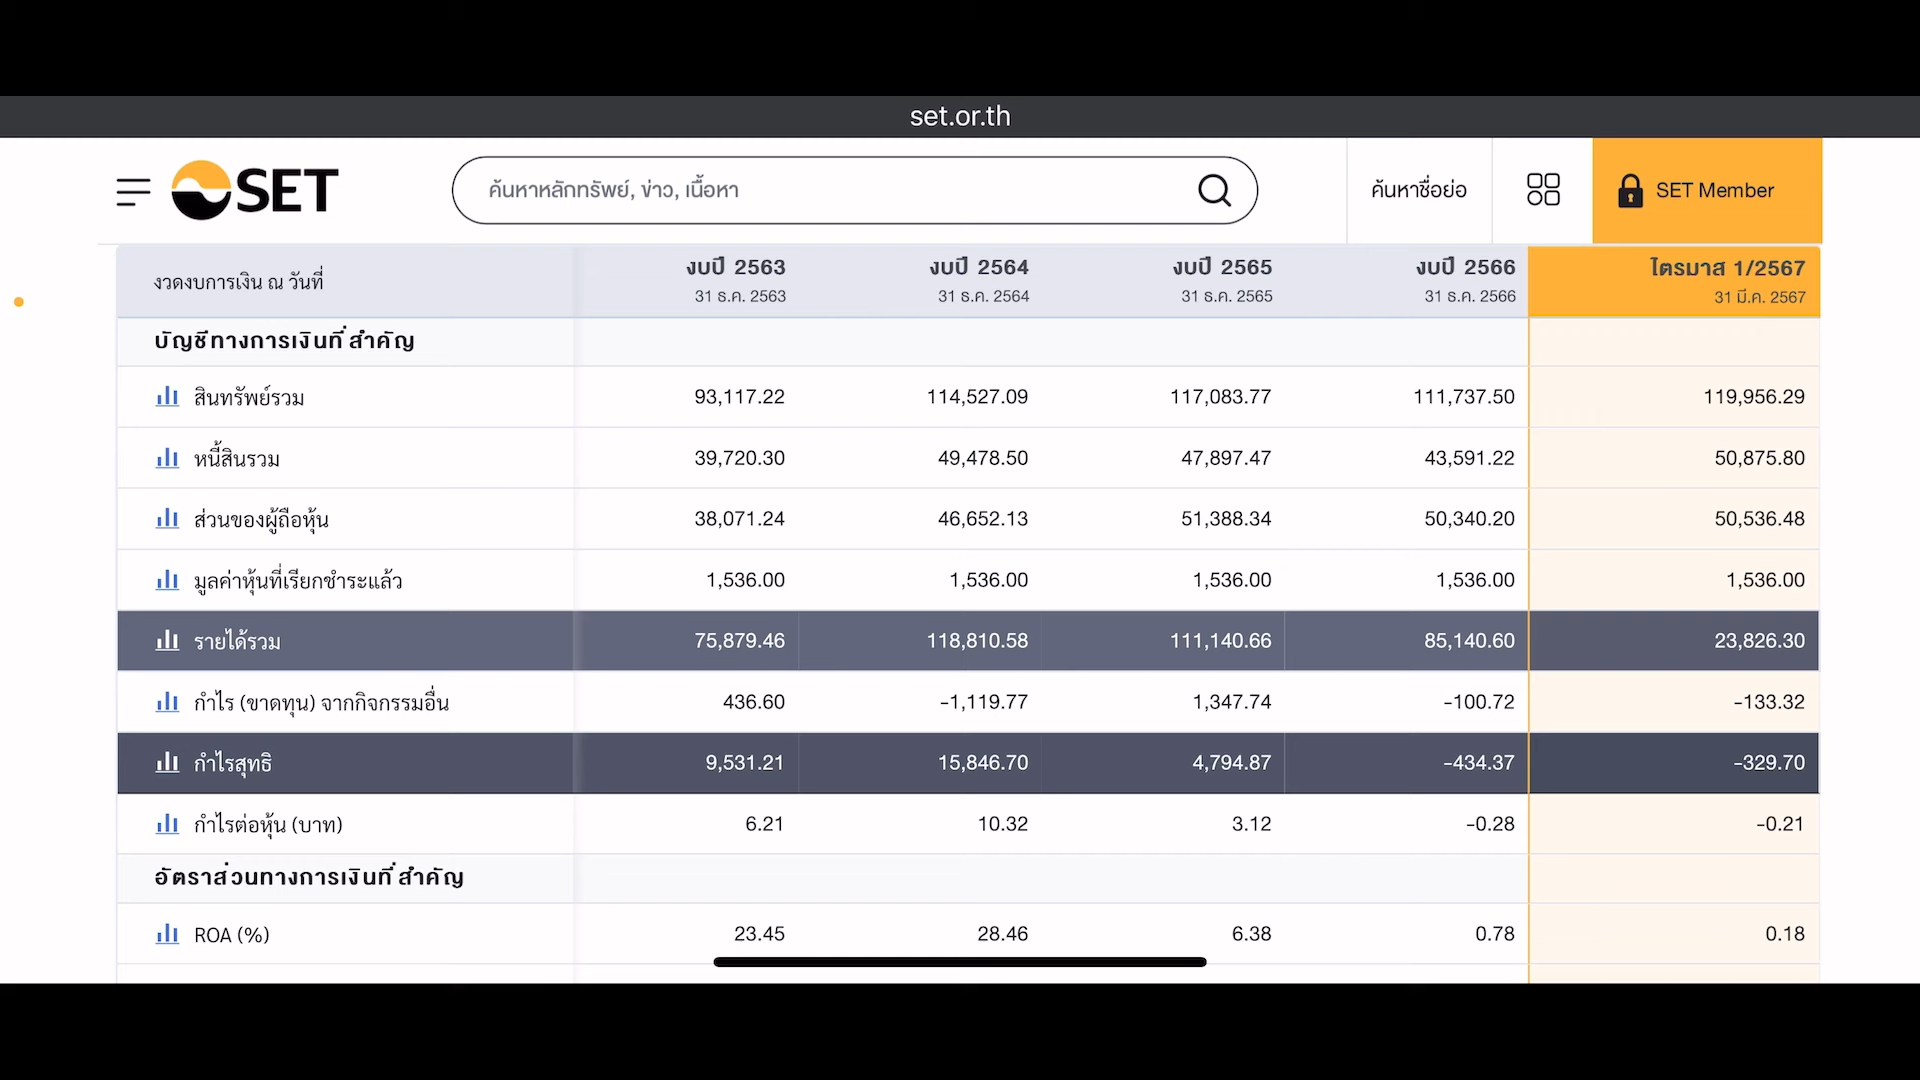 set.or.th
SET
ค้นหาหลักทรัพย์, ข่าว, เนื้อหา
ค้นหาชื่อย่อ
SET Member
งวดงบการเงิน ณ วันที่ งบปี 2563 งบปี 2564 งบปี 2565 งบปี 2566 ไตรมาส 1/2567
31 ธ.ค. 2563 31 ธ.ค. 2564 31 ธ.ค. 2565 31 ธ.ค. 2566 31 มี.ค. 2567
บัญชีทางการเงินที่สำคัญ
สินทรัพย์รวม 93,117.22 114,527.09 117,083.77 111,737.50 119,956.29
หนี้สินรวม 39,720.30 49,478.50 47,897.47 43,591.22 50,875.80
ส่วนของผู้ถือหุ้น 38,071.24 46,652.13 51,388.34 50,340.20 50,536.48
มูลค่าหุ้นที่เรียกชำระแล้ว 1,536.00 1,536.00 1,536.00 1,536.00 1,536.00
รายได้รวม 75,879.46 118,810.58 111,140.66 85,140.60 23,826.30
กำไร (ขาดทุน) จากกิจกรรมอื่น 436.60 -1,119.77 1,347.74 -100.72 -133.32
กำไรสุทธิ 9,531.21 15,846.70 4,794.87 -434.37 -329.70
กำไรต่อหุ้น (บาท) 6.21 10.32 3.12 -0.28 -0.21
อัตราส่วนทางการเงินที่สำคัญ
ROA (%) 23.45 28.46 6.38 0.78 0.18